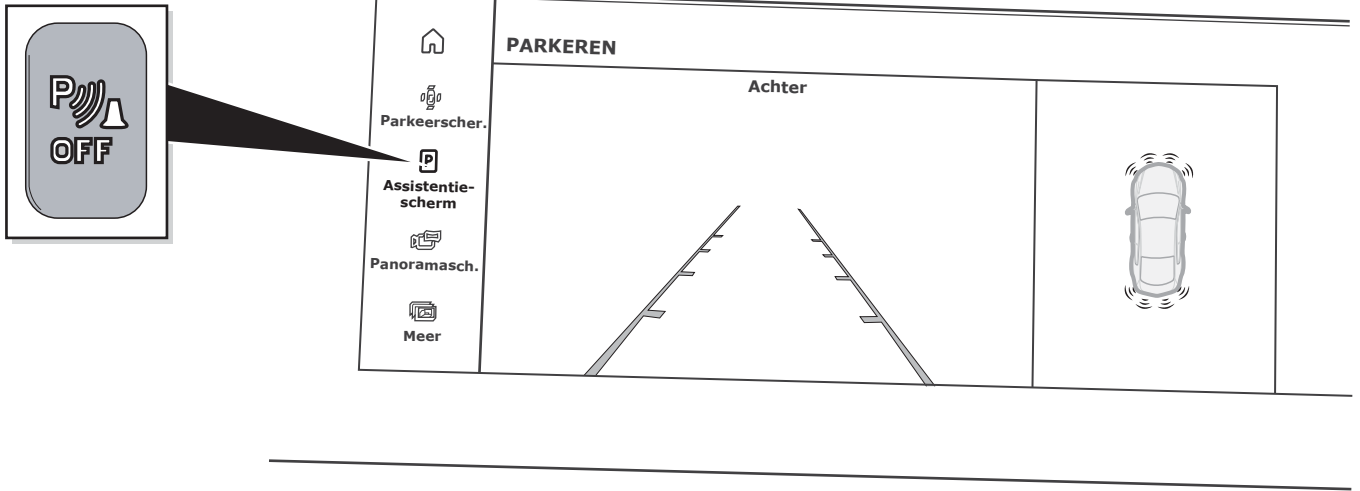 P
OFF
PARKEREN
Achter
Parkeerscher.
P
Assistentie-
scherm
Panoramasch.
Meer